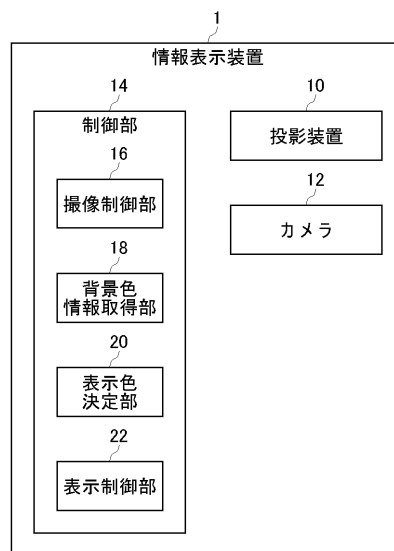 1
情報表示装置
14
制御部
16
撮像制御部
18
背景色
情報取得部
20
表示色
決定部
22
表示制御部
10
投影装置
12
カメラ